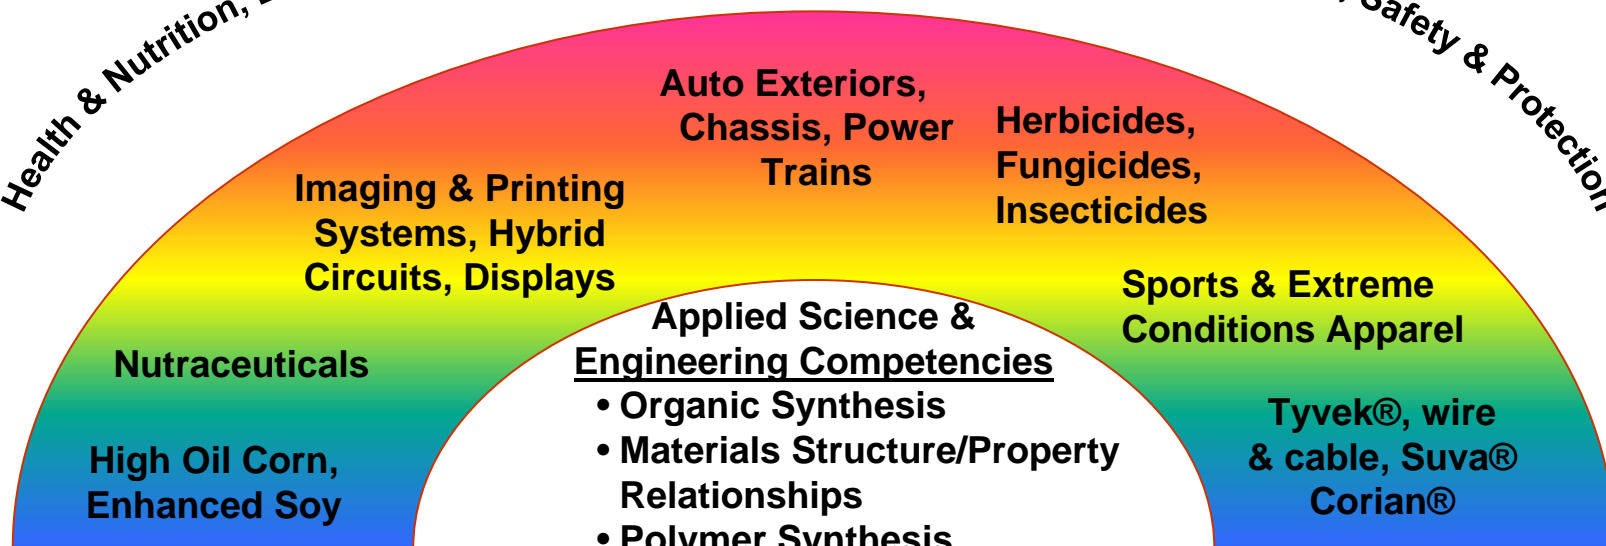 Health & Nutrition,
Safety & Protection
Auto Exteriors,
Chassis, Power
Trains
Herbicides,
Fungicides,
Insecticides
Imaging & Printing
Systems, Hybrid
Circuits, Displays
Sports & Extreme
Conditions Apparel
Nutraceuticals
Tyvek®, wire
& cable, Suva®
Corian®
High Oil Corn,
Enhanced Soy
Applied Science &
Engineering Competencies
• Organic Synthesis
• Materials Structure/Property
Relationships
• Polymer Synthesis